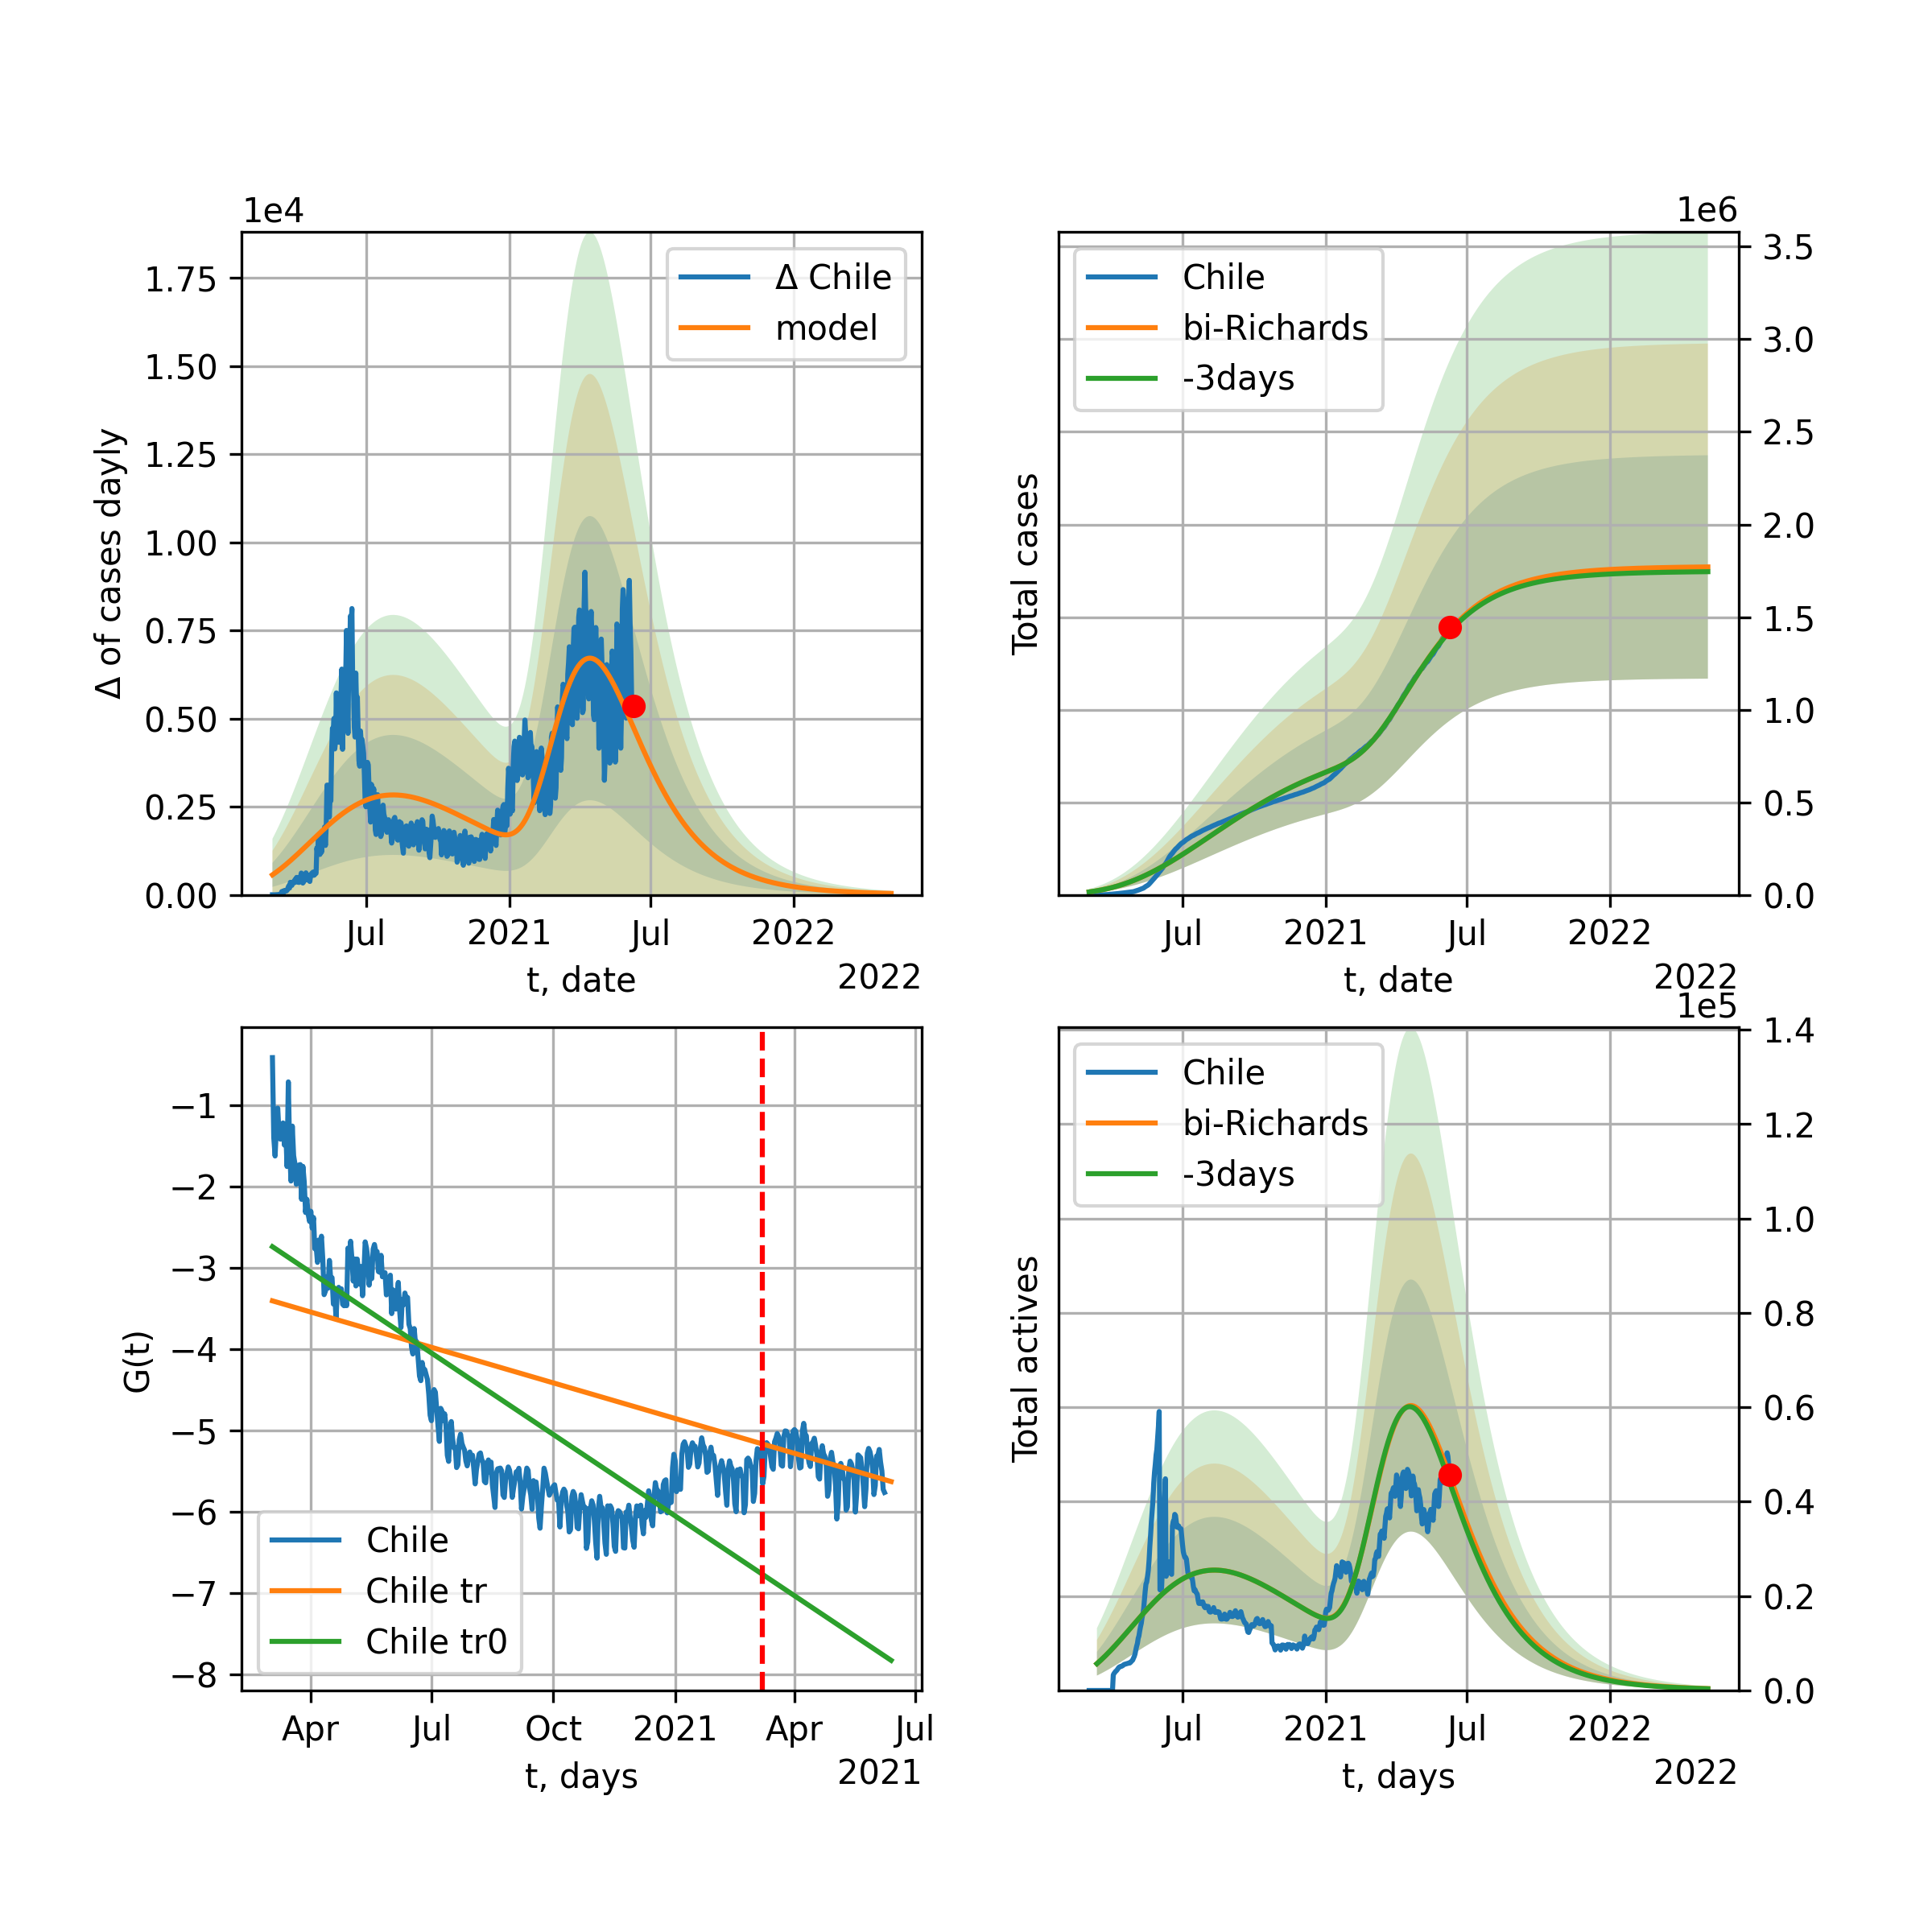 1e4
1.75
1.50
1.25
1.00
0.75
0.50
0.25
0.00
Δ of cases dayly
Δ Chile
model
Jul
2021
Jul
2022
t, date
2022
1e6
3.5
3.0
2.5
2.0
1.5
1.0
0.5
0.0
Total cases
Chile
bi-Richards
-3days
Jul
2021
Jul
2022
t, date
2022
−1
−2
−3
−4
−5
−6
−7
−8
G(t)
Chile
Chile tr
Chile tr0
Apr
Jul
Oct
2021
Apr
Jul
t, days
2021
1e5
1.4
1.2
1.0
0.8
0.6
0.4
0.2
0.0
Total actives
Chile
bi-Richards
-3days
Jul
2021
Jul
2022
t, days
2022